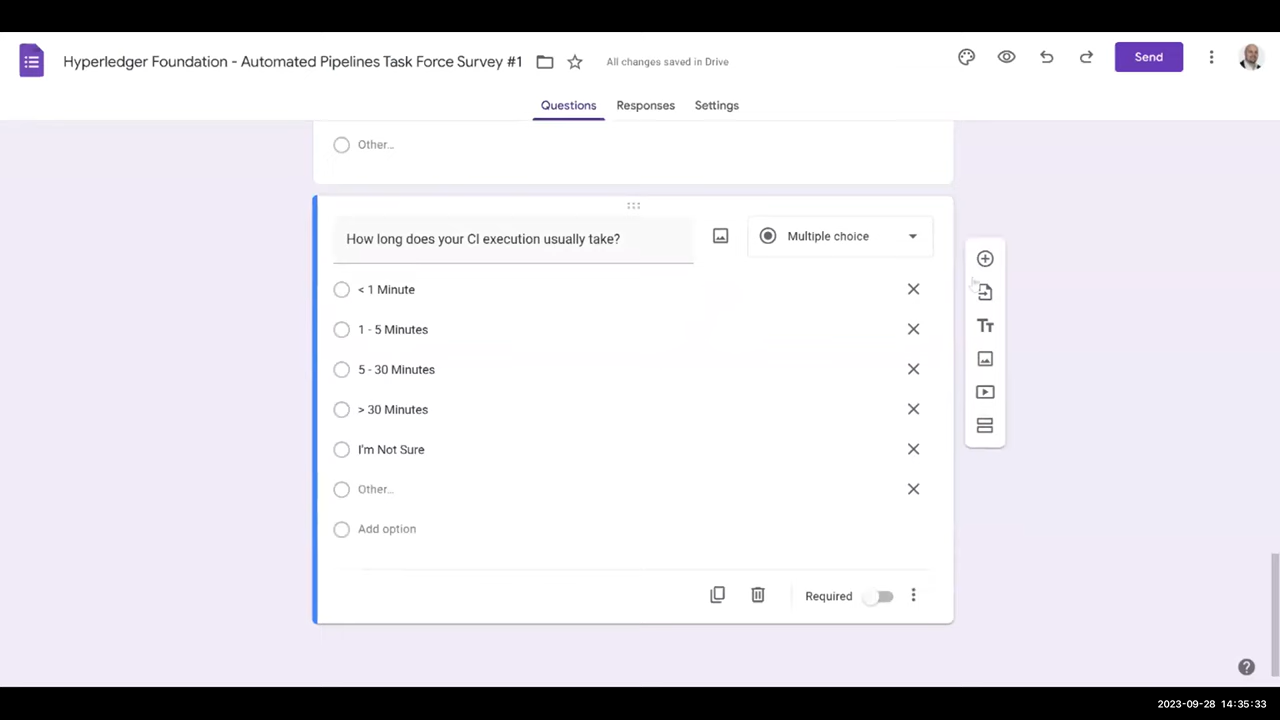 Hyperledger Foundation - Automated Pipelines Task Force Survey #1
All changes saved in Drive
Send
Questions
Responses
Settings
Other...
How long does your CI execution usually take?
Multiple choice
< 1 Minute
1 - 5 Minutes
5 - 30 Minutes
> 30 Minutes
I'm Not Sure
Other...
Add option
Required
2023-09-28 14:35:33